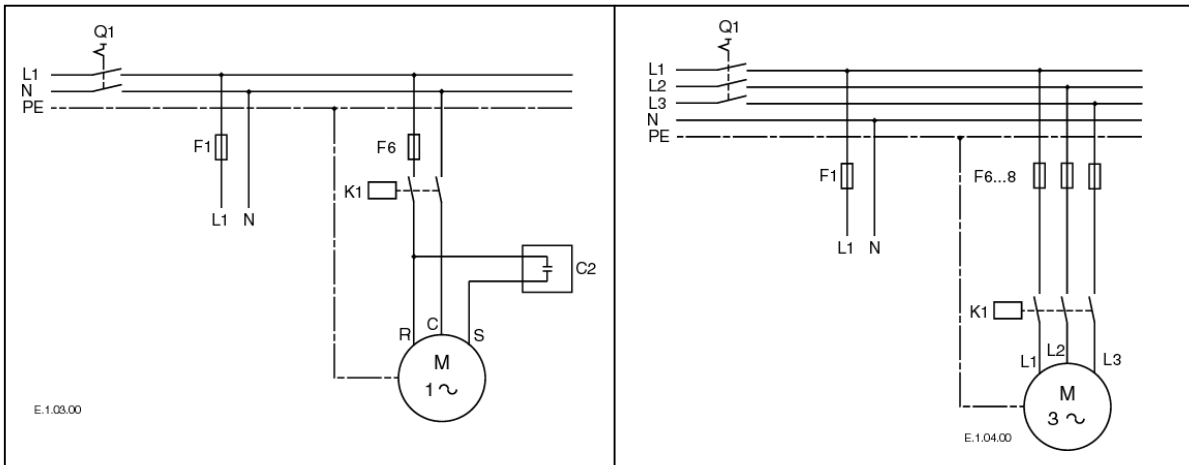 Q1
L1
N
PE
F1
F6
K1
L1 N
C2
R C S
M
1 ~
E.1.03.00
Q1
L1
L2
L3
N
PE
F1
F6...8
L1 N
K1
L1 L2 L3
M
3 ~
E.1.04.00